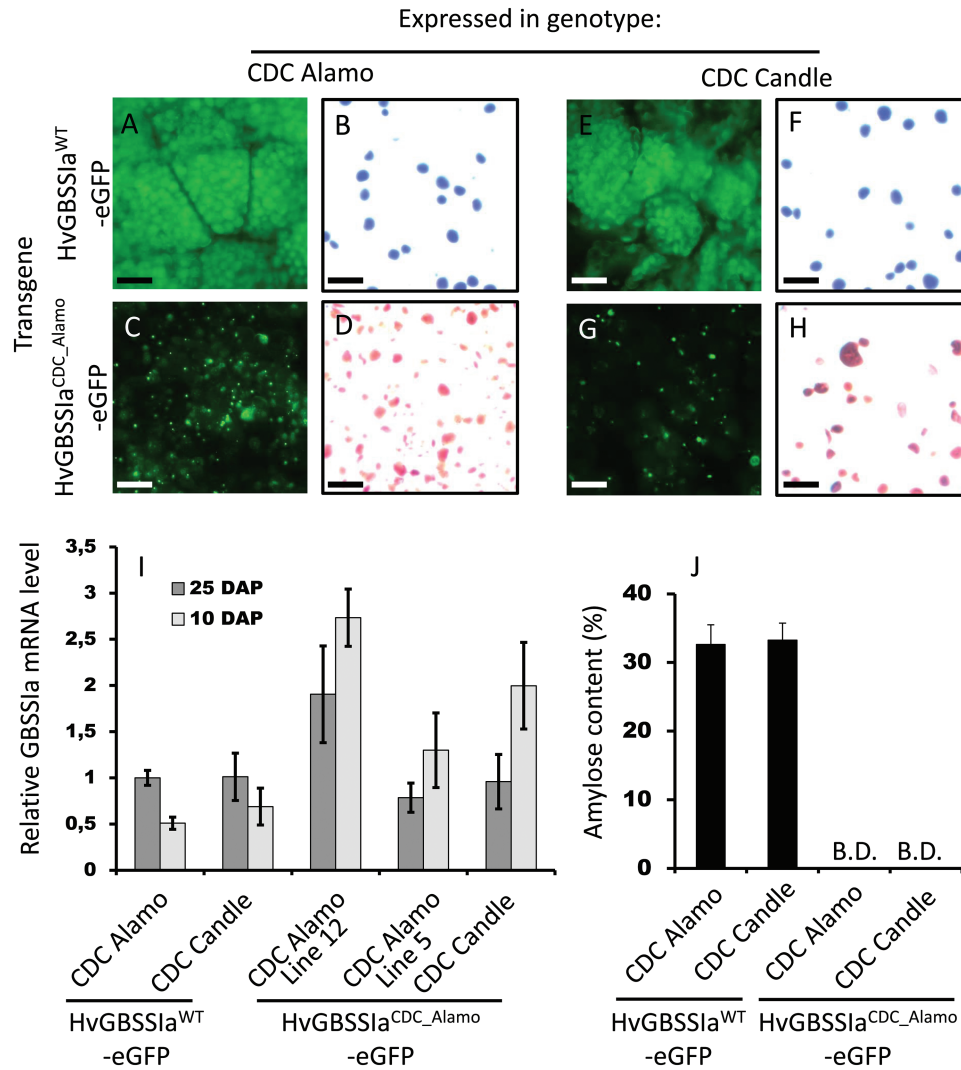 Expressed in genotype:
CDC Alamo
CDC Candle
Transgene
HvGBSSIa^WT
-eGFP
HvGBSSIa^CDC_Alamo
-eGFP
A
B
E
F
C
D
G
H
I
25 DAP
10 DAP
Relative GBSSIa mRNA level
3,5
3
2,5
2
1,5
1
0,5
0
CDC Alamo
CDC Candle
CDC Alamo
Line 12
CDC Alamo
Line 5
CDC Candle
HvGBSSIa^WT
-eGFP
HvGBSSIa^CDC_Alamo
-eGFP
J
Amylose content (%)
40
30
20
10
0
B.D.
B.D.
CDC Alamo
CDC Candle
CDC Alamo
CDC Candle
HvGBSSIa^WT
-eGFP
HvGBSSIa^CDC_Alamo
-eGFP